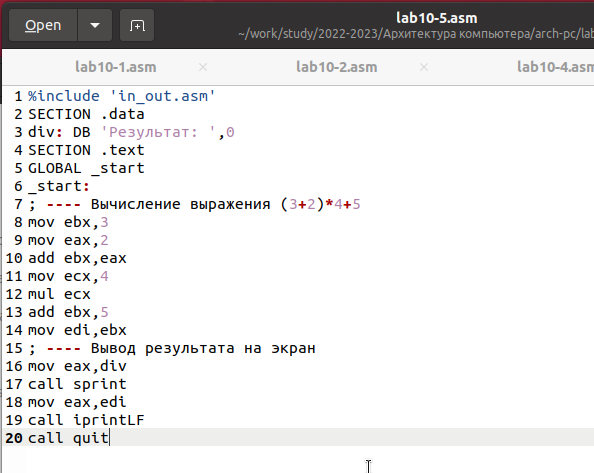 Open
lab10-5.asm
~/work/study/2022-2023/Архитектура компьютера/arch-pc/lab
lab10-1.asm × lab10-2.asm × lab10-4.asm
1 %include 'in_out.asm'
2 SECTION .data
3 div: DB 'Результат: ',0
4 SECTION .text
5 GLOBAL _start
6 _start:
7 ; ---- Вычисление выражения (3+2)*4+5
8 mov ebx,3
9 mov eax,2
10 add ebx,eax
11 mov ecx,4
12 mul ecx
13 add ebx,5
14 mov edi,ebx
15 ; ---- Вывод результата на экран
16 mov eax,div
17 call sprint
18 mov eax,edi
19 call iprintLF
20 call quit